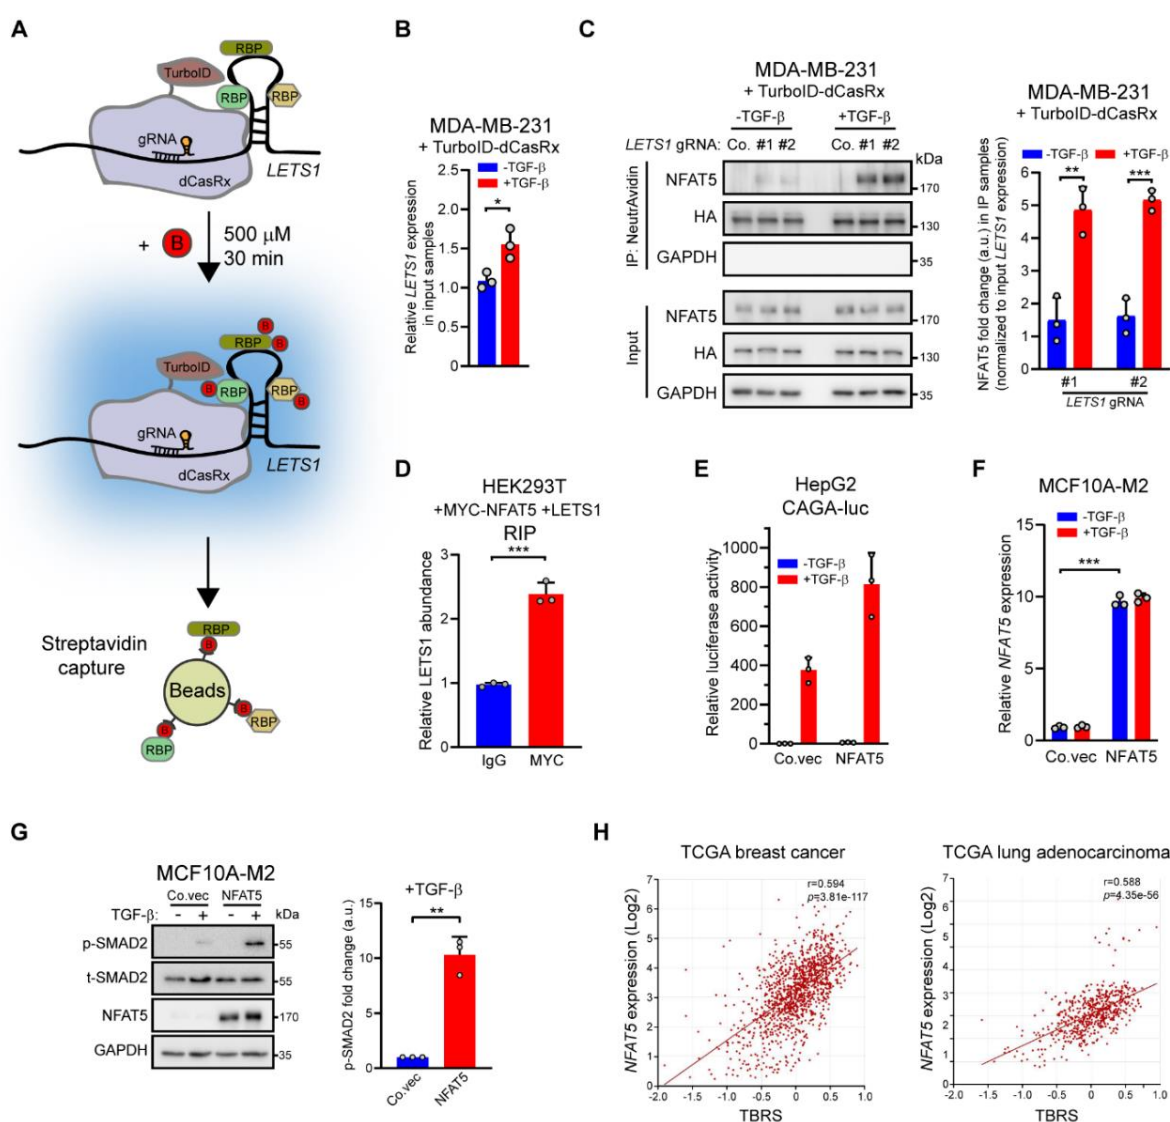 A
RBP
TurboID
RBP
RBP
gRNA
LETS1
dCasRx
+ B
500 μM
30 min
B
RBP
B
TurboID
B
RBP
RBP
B
gRNA
LETS1
dCasRx
Streptavidin
capture
RBP
B
Beads
B
RBP
B
RBP
B
MDA-MB-231
+ TurboID-dCasRx
-TGF-β
+TGF-β
Relative LETS1 expression
in input samples
2.0
1.5
1.0
0.5
0.0
*
C
MDA-MB-231
+ TurboID-dCasRx
-TGF-β +TGF-β
LETS1 gRNA: Co. #1 #2 Co. #1 #2 kDa
IP: NeutrAvidin
NFAT5 170
HA 130
GAPDH 35
Input
NFAT5 170
HA 130
GAPDH 35
MDA-MB-231
+ TurboID-dCasRx
-TGF-β +TGF-β
NFAT5 fold change (a.u.) in IP samples
(normalized to input LETS1 expression)
6
5
4
3
2
1
0
** ***
#1 #2
LETS1 gRNA
D
HEK293T
+MYC-NFAT5 +LETS1
RIP
Relative LETS1 abundance
3
2
1
0
***
IgG MYC
E
HepG2
CAGA-luc
-TGF-β
+TGF-β
Relative luciferase activity
1000
800
600
400
200
0
Co.vec NFAT5
F
MCF10A-M2
-TGF-β
+TGF-β
Relative NFAT5 expression
15
10
5
0
***
Co.vec NFAT5
G
MCF10A-M2
Co.vec NFAT5
TGF-β: - + - + kDa
p-SMAD2 55
t-SMAD2 55
NFAT5 170
GAPDH 35
+TGF-β
p-SMAD2 fold change (a.u.)
15
10
5
0
**
Co.vec NFAT5
H
TCGA breast cancer
r=0.594
p=3.81e-117
NFAT5 expression (Log2)
7
6
5
4
3
2
1
0
-2.0 -1.5 -1.0 -0.5 0 0.5 1.0
TBRS
TCGA lung adenocarcinoma
r=0.588
p=4.35e-56
NFAT5 expression (Log2)
7
6
5
4
3
2
1
0
-2.0 -1.5 -1.0 -0.5 0 0.5 1.0
TBRS